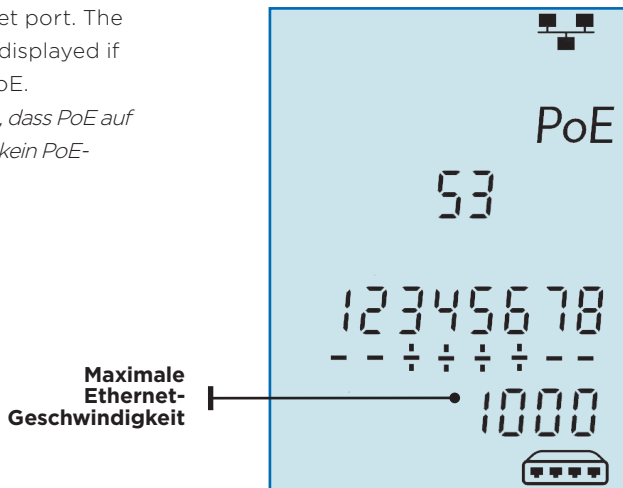 et port. The
displayed if
oE.
, dass PoE auf
kein PoE-
PoE
53
12345678
- - ÷ ÷ ÷ ÷ - -
Maximale
Ethernet-
Geschwindigkeit
1000